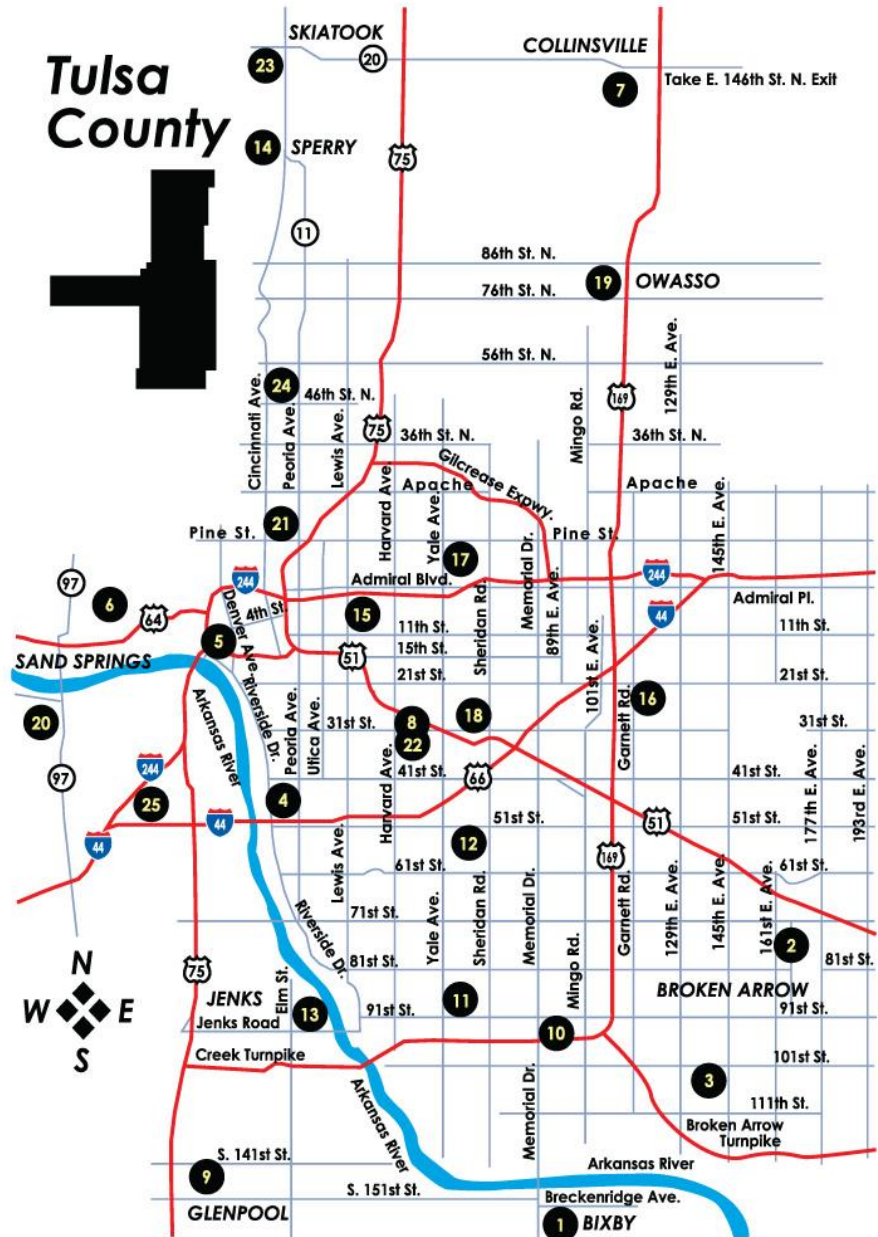 SKIATOOK
COLLINSVILLE
20
23
7
Take E. 146th St. N. Exit
Tulsa
County
14
SPERRY
75
11
86th St. N.
19
OWASSO
76th St. N.
56th St. N.
Cincinnati Ave.
24
Peoria Ave.
46th St. N.
Lewis Ave.
75
Mingo Rd.
169
129th E. Ave.
36th St. N.
36th St. N.
Gilcrease Expwy.
Harvard Ave.
Apache
Apache
Yale Ave.
145th E. Ave.
21
Pine St.
Pine St.
17
Memorial Dr.
Sheridan Rd.
89th E. Ave.
97
6
244
Admiral Blvd.
244
44
Admiral Pl.
64
Denver Ave.
4th St.
15
11th St.
11th St.
5
15th St.
51
21st St.
21st St.
101st E. Ave.
SAND SPRINGS
Arkansas River
Riverside Dr.
16
Garnett Rd.
20
Peoria Ave.
Utica Ave.
31st St.
8
18
31st St.
22
244
97
Harvard Ave.
41st St.
66
41st St.
177th E. Ave.
193rd E. Ave.
25
4
44
44
51st St.
51st St.
51
12
169
Lewis Ave.
61st St.
61st St.
Yale Ave.
Sheridan Rd.
Memorial Dr.
Garnett Rd.
129th E. Ave.
145th E. Ave.
161st E. Ave.
Riverside Dr.
71st St.
2
Mingo Rd.
81st St.
81st St.
N
W
E
S
75
JENKS
Elm St.
13
11
BROKEN ARROW
Jenks Road
91st St.
91st St.
10
Creek Turnpike
101st St.
3
Arkansas River
Memorial Dr.
111th St.
Broken Arrow
Turnpike
S. 141st St.
9
Arkansas River
S. 151st St.
Breckenridge Ave.
GLENPOOL
1
BIXBY